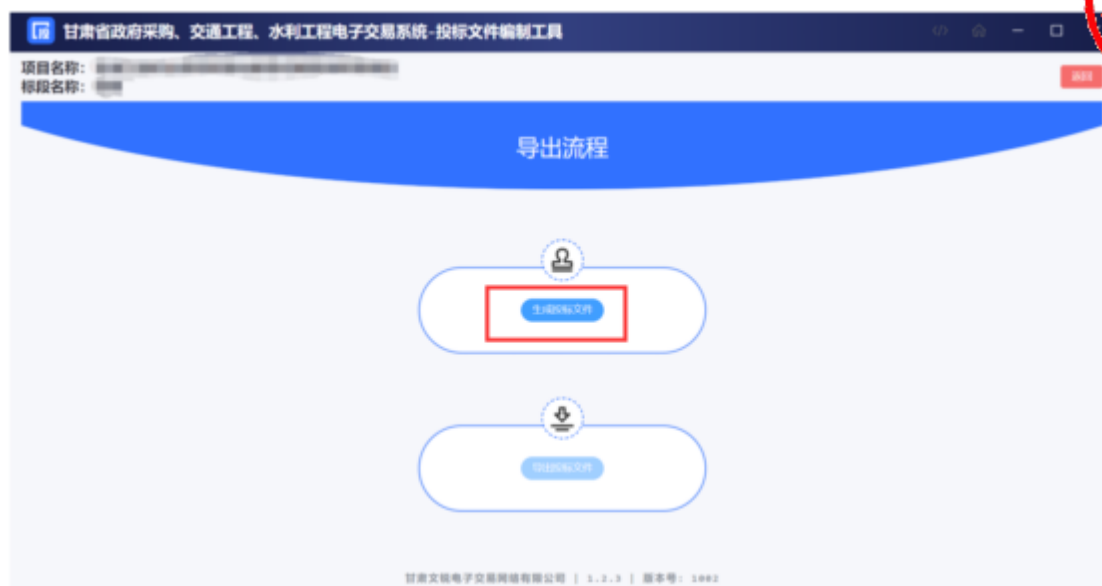 投 甘肃省政府采购、交通工程、水利工程电子交易系统-投标文件编制工具
项目名称：
标段名称：
返回
导出流程
生成投标文件
导出投标文件
甘肃文锐电子交易网络有限公司 | 1.2.3 | 版本号: 1002